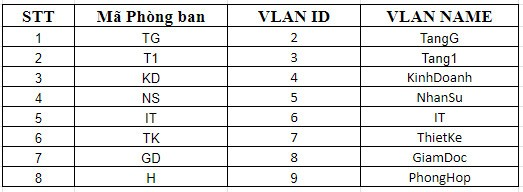 STT Mã Phòng ban VLAN ID VLAN NAME
1 TG 2 TangG
2 T1 3 Tang1
3 KD 4 KinhDoanh
4 NS 5 NhanSu
5 IT 6 IT
6 TK 7 ThietKe
7 GD 8 GiamDoc
8 H 9 PhongHop